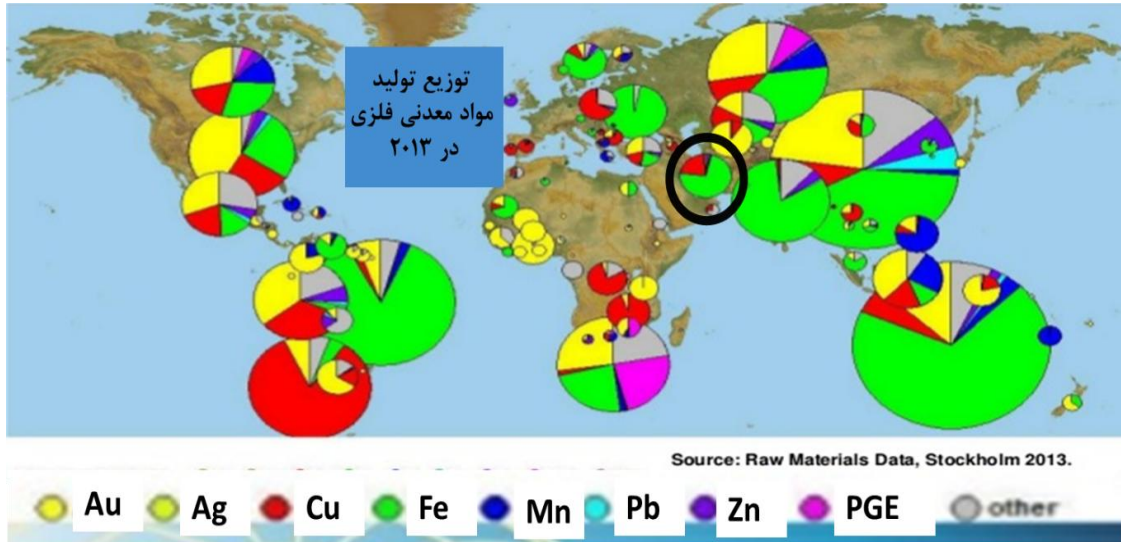 توزیع تولید
مواد معدنی فلزی
در ۲۰۱۳
Source: Raw Materials Data, Stockholm 2013.
Au Ag Cu Fe Mn Pb Zn PGE other